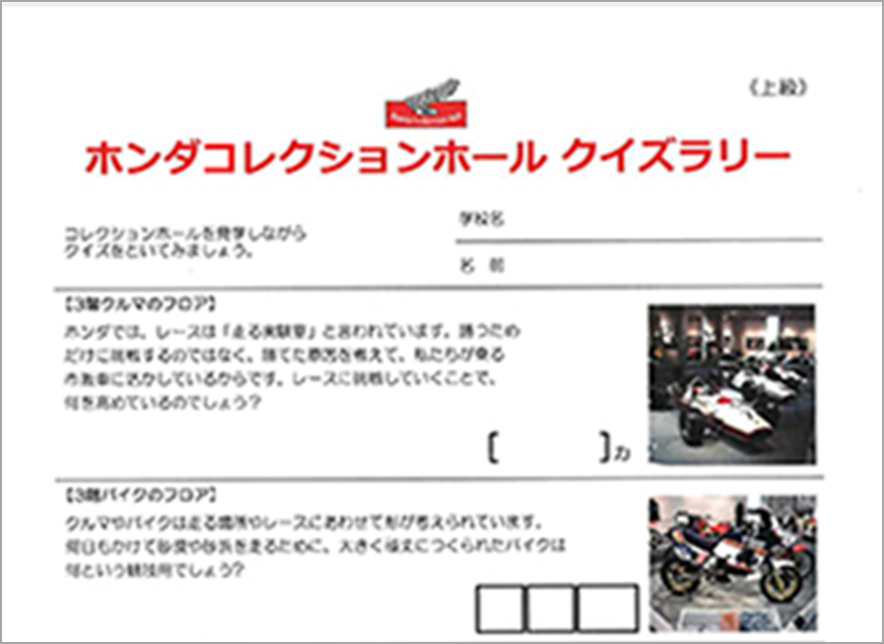 《上級》
ホンダコレクションホール クイズラリー
学校名
コレクションホールを見学しながら
クイズをといてみましょう。
名 前
【3階クルマのフロア】
ホンダでは、レースは「走る実験室」と言われています。勝つため
だけに挑戦するのではなく、勝てた要因を考えて、私たちが乗る
市販車に活かしているからです。レースに挑戦していくことで、
何を高めているのでしょう?
[ ]力
【3階バイクのフロア】
クルマやバイクは走る場所やレースにあわせて形が考えられています。
何日もかけて砂漠や砂浜を走るために、大きく頑丈につくられたバイクは
何という競技用でしょう?